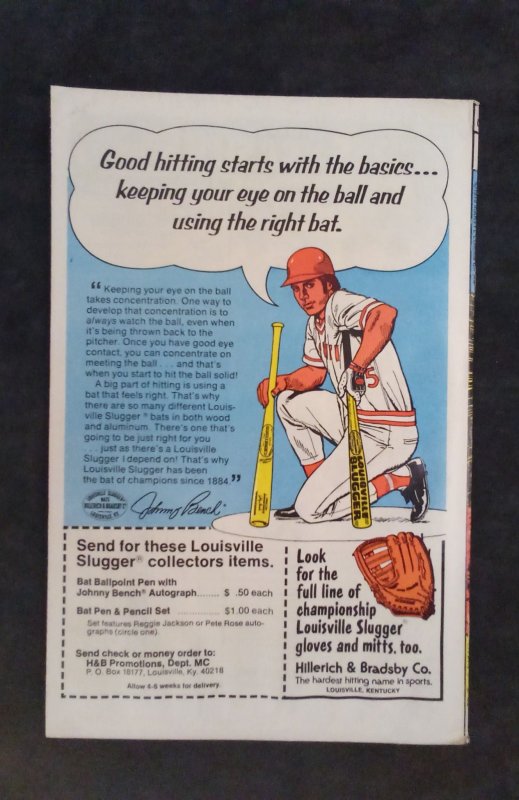 Good hitting starts with the basics...
keeping your eye on the ball and
using the right bat.
“ Keeping your eye on the ball
takes concentration. One way to
develop that concentration is to
always watch the ball, even when
it's being thrown back to the
pitcher. Once you have good eye
contact, you can concentrate on
meeting the ball . . . and that's
when you start to hit the ball solid!
A big part of hitting is using a
bat that feels right. That's why
there are so many different Louis-
ville Slugger® bats in both wood
and aluminum. There's one that's
going to be just right for you
. . . just as there's a Louisville
Slugger I depend on! That's why
Louisville Slugger has been
the bat of champions since 1884.”
HILLERICH & BRADSBY Cº
LOUISVILLE, KY.
Johnny Bench
5
LOUISVILLE
SLUGGER
Send for these Louisville
Slugger® collectors items.
Bat Ballpoint Pen with
Johnny Bench® Autograph........ $ .50 each
Bat Pen & Pencil Set ............... $1.00 each
Set features Reggie Jackson or Pete Rose auto-
graphs (circle one).
Send check or money order to:
H&B Promotions, Dept. MC
P. O. Box 18177, Louisville, Ky. 40218
Allow 4-6 weeks for delivery.
Look
for the
full line of
championship
Louisville Slugger®
gloves and mitts, too.
Hillerich & Bradsby Co.
The hardest hitting name in sports.
LOUISVILLE, KENTUCKY